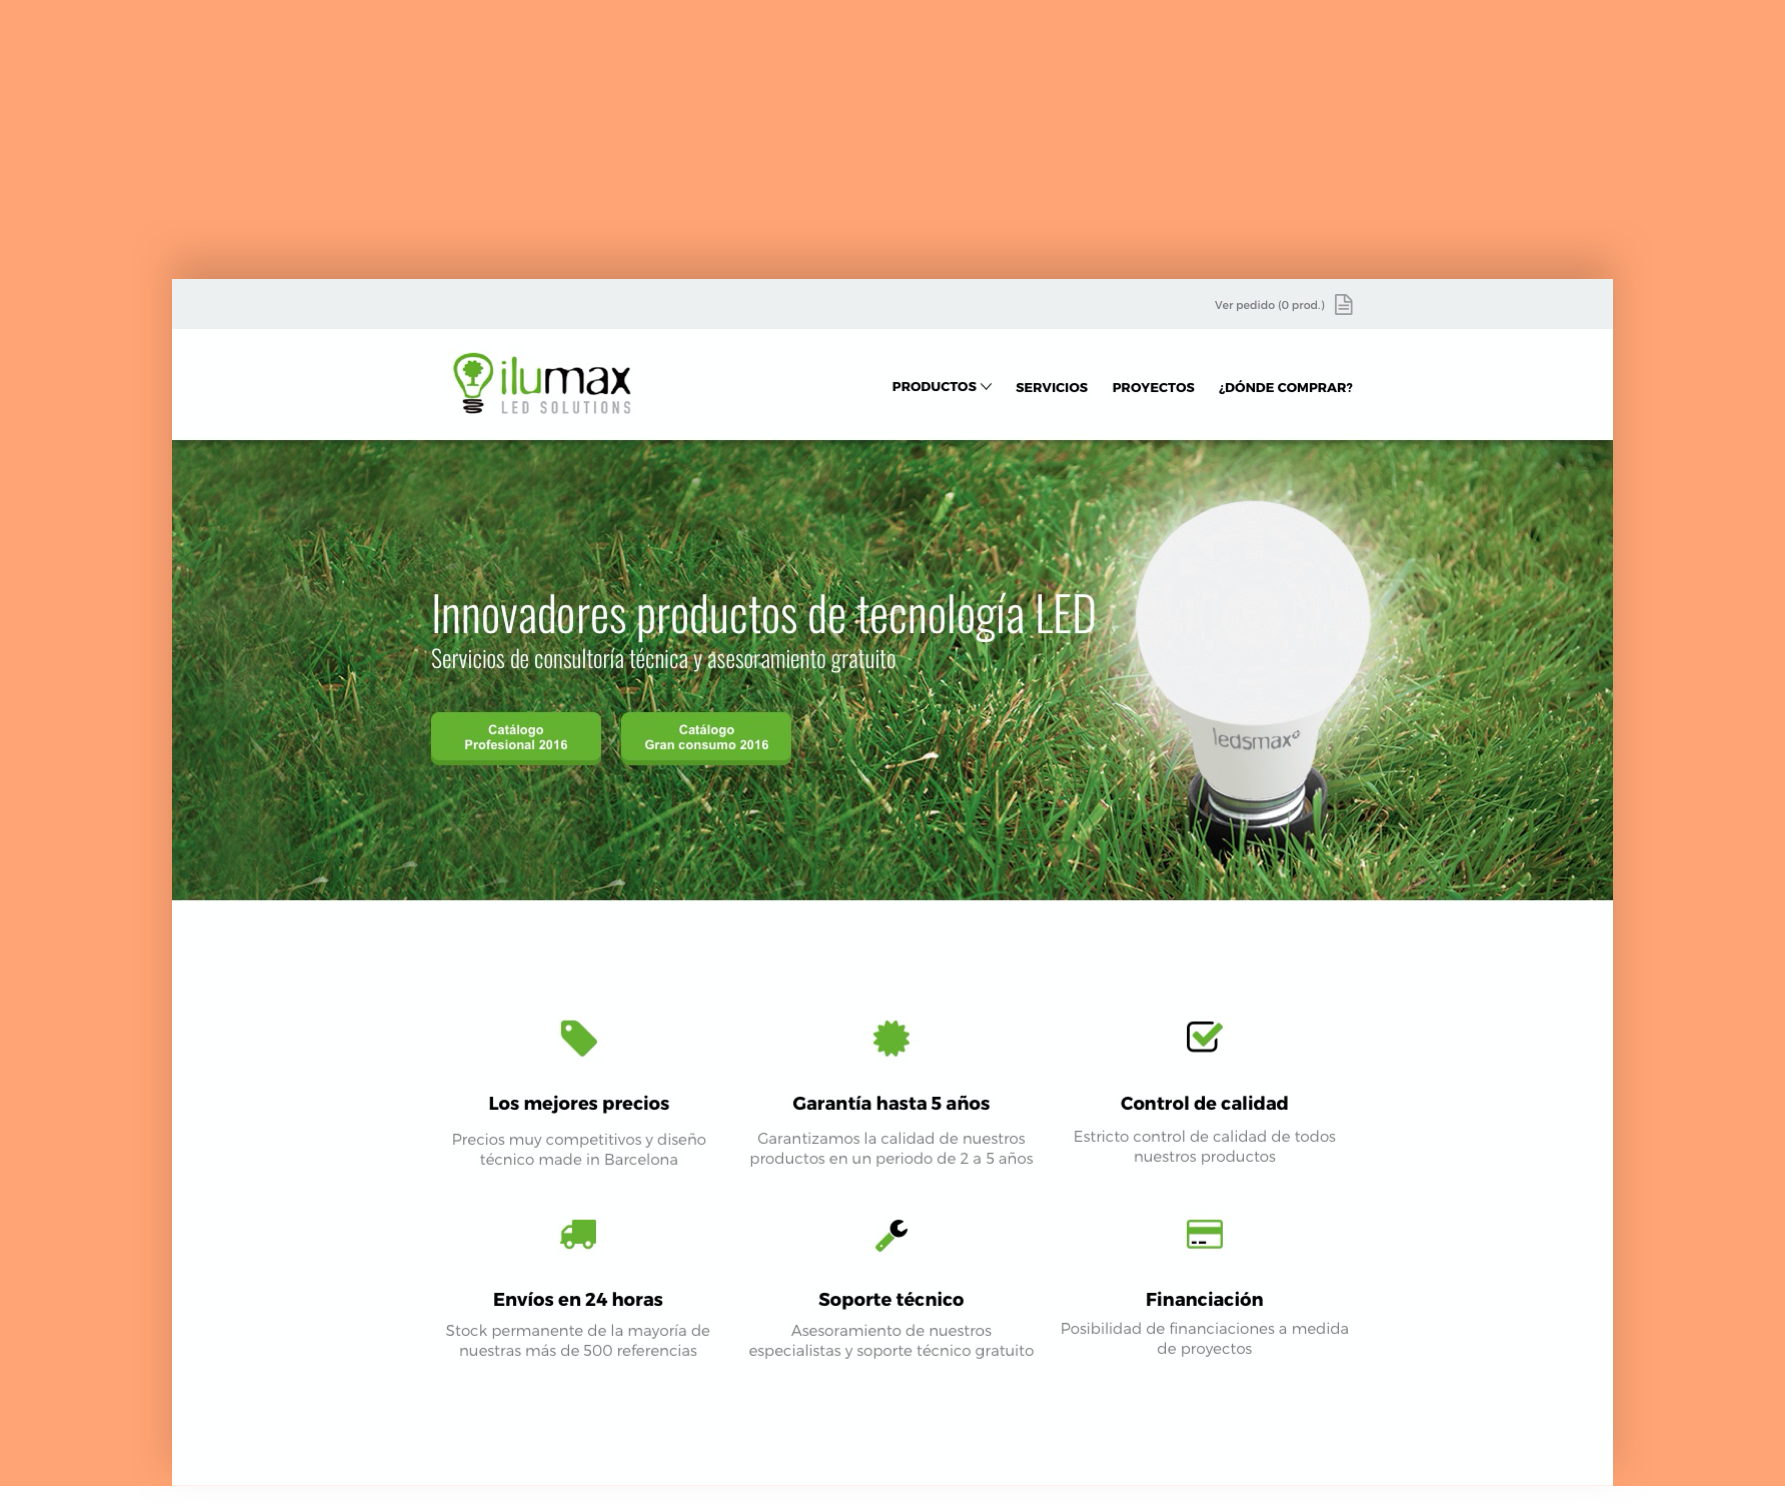 Ver pedido (0 prod.)
ilumax
LED SOLUTIONS
PRODUCTOS SERVICIOS PROYECTOS ¿DÓNDE COMPRAR?
Innovadores productos de tecnología LED
Servicios de consultoría técnica y asesoramiento gratuito
Catálogo
Profesional 2016
Catálogo
Gran consumo 2016
ledsmax
Los mejores precios
Precios muy competitivos y diseño
técnico made in Barcelona
Garantía hasta 5 años
Garantizamos la calidad de nuestros
productos en un periodo de 2 a 5 años
Control de calidad
Estricto control de calidad de todos
nuestros productos
Envíos en 24 horas
Stock permanente de la mayoría de
nuestras más de 500 referencias
Soporte técnico
Asesoramiento de nuestros
especialistas y soporte técnico gratuito
Financiación
Posibilidad de financiaciones a medida
de proyectos